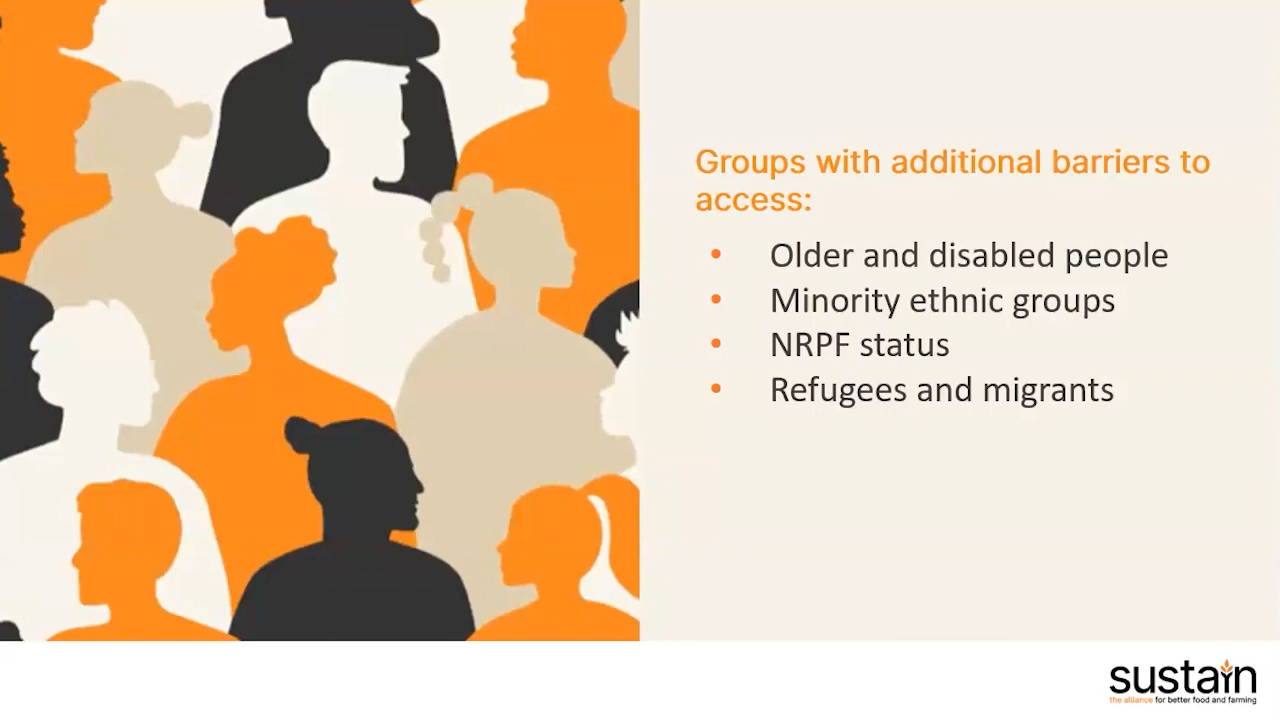 Groups with additional barriers to
access:
• Older and disabled people
• Minority ethnic groups
• NRPF status
• Refugees and migrants
sustain
the alliance for better food and farming